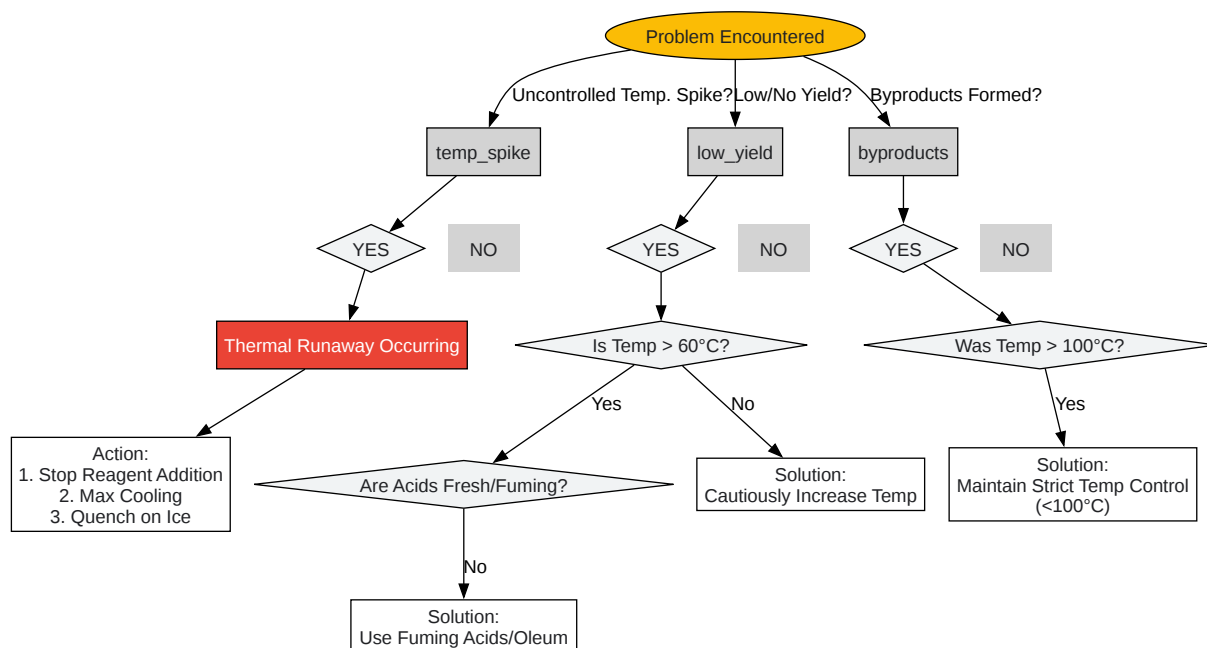 Problem Encountered
Uncontrolled Temp. Spike?
Low/No Yield?
Byproducts Formed?
temp_spike
low_yield
byproducts
YES
NO
YES
NO
YES
NO
Thermal Runaway Occurring
Is Temp > 60°C?
Was Temp > 100°C?
Yes
No
Yes
Action:
1. Stop Reagent Addition
2. Max Cooling
3. Quench on Ice
Are Acids Fresh/Fuming?
Solution:
Cautiously Increase Temp
Solution:
Maintain Strict Temp Control
(<100°C)
No
Solution:
Use Fuming Acids/Oleum